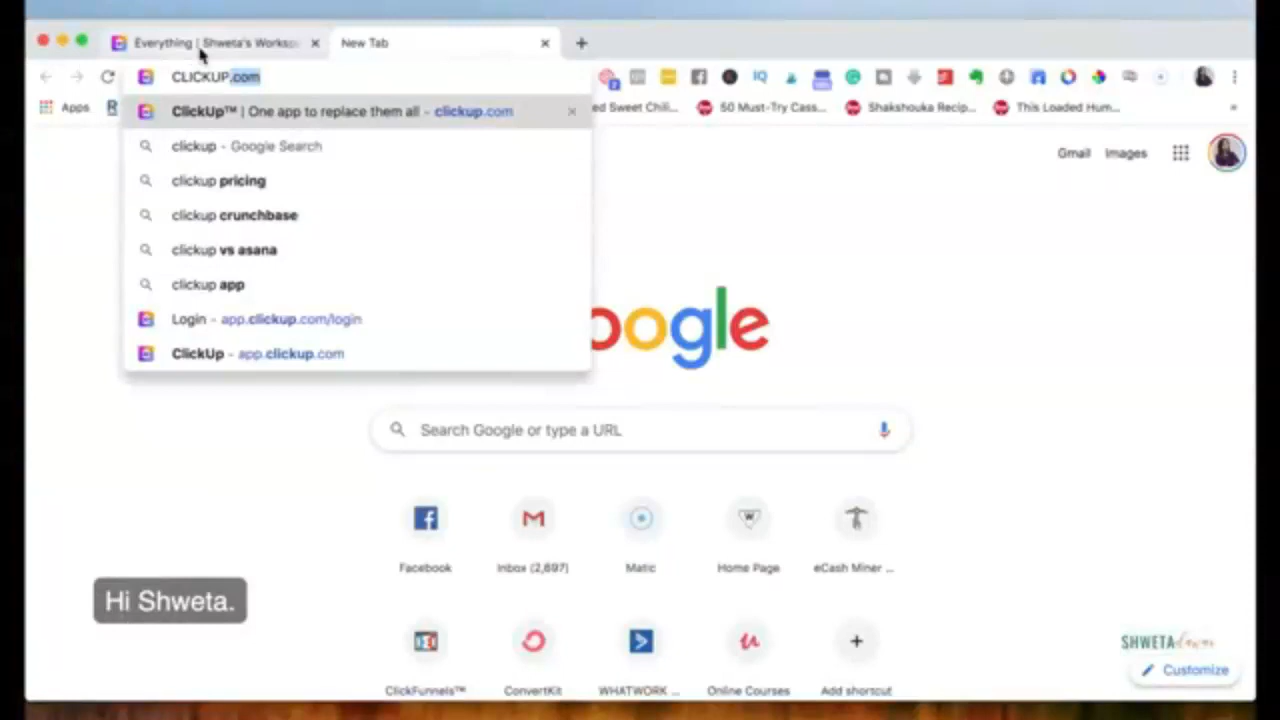 Everything | Shweta's Worksp
New Tab
CLICKUP.com
IQ
Apps
ed Sweet Chili...
50 Must-Try Cass...
Shakshouka Recip...
This Loaded Hum...
»
ClickUp™ | One app to replace them all - clickup.com
clickup - Google Search
Gmail
Images
clickup pricing
clickup crunchbase
clickup vs asana
clickup app
Login - app.clickup.com/login
ClickUp - app.clickup.com
oogle
Search Google or type a URL
Facebook
Inbox (2,697)
Matic
Home Page
eCash Miner ...
Hi Shweta.
SHWETA
Customize
ClickFunnels™
ConvertKit
WHATWORK ...
Online Courses
Add shortcut